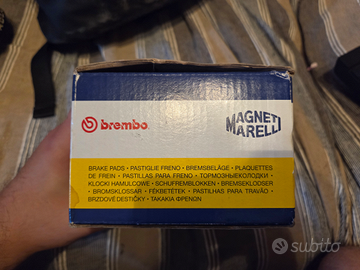 brembo.
MAGNETI
MARELLI
BRAKE PADS • PASTIGLIE FRENO • BREMSBELÄGE • PLAQUETTES
DE FREIN • PASTILLAS PARA FRENO • ТОРМОЗНЫЕКОЛОДКИ •
KLOCKI HAMULCOWE • SCHIJFREMBLOKKEN • BREMSEKLODSER
• BROMSKLOSSAR • FÉKBETÉTEK • PASTILHAS PARA TRAVÃO •
BRZDOVÉ DESTIČKY • TAKAKIA ΦΡΕΝΩΝ
subito